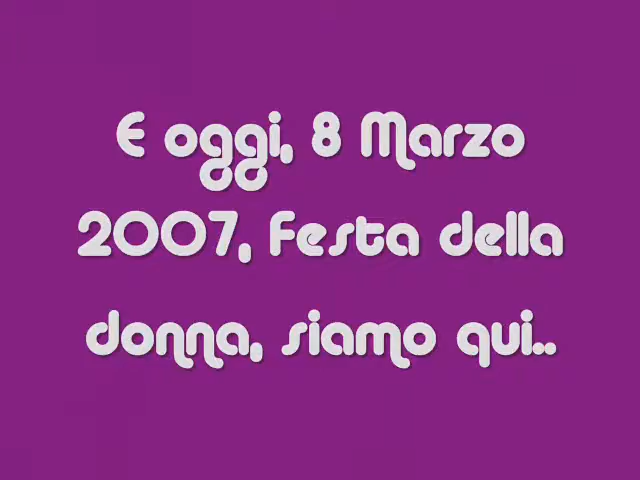 E oggi, 8 Marzo
2007, Festa della
donna, siamo qui..